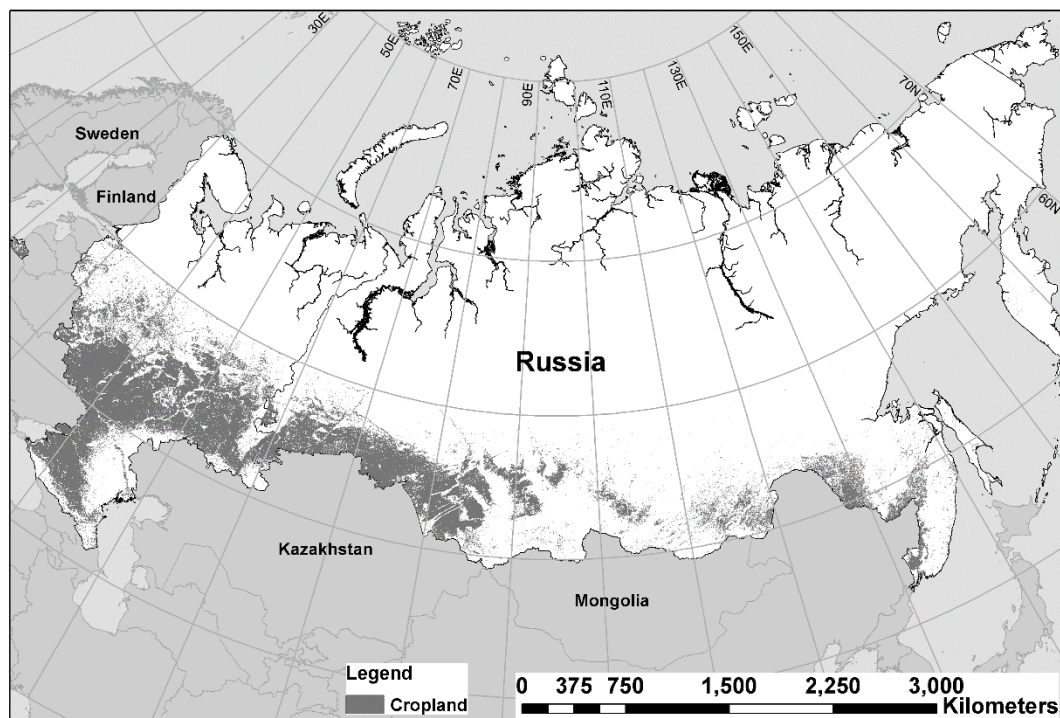 30E
50E
70E
90E
110E
130E
150E
70N
60N
Sweden
Finland
Russia
Kazakhstan
Mongolia
Legend
Cropland
0 375 750 1,500 2,250 3,000
Kilometers